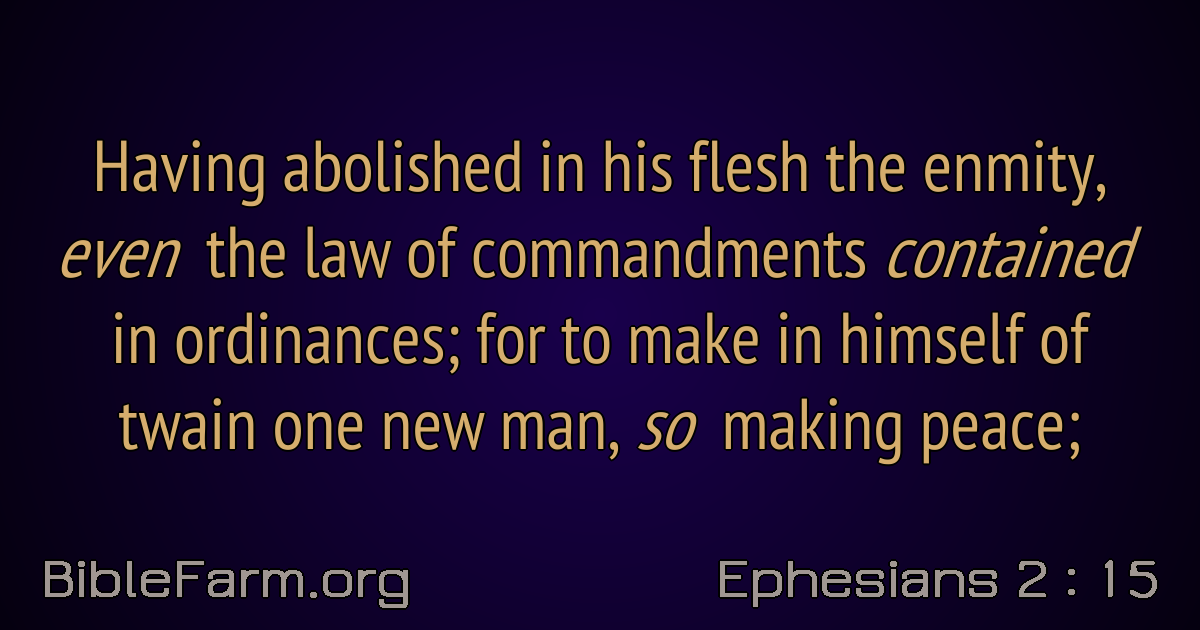 Having abolished in his flesh the enmity,
even the law of commandments contained
in ordinances; for to make in himself of
twain one new man, so making peace;
BibleFarm.org
Ephesians 2 : 15